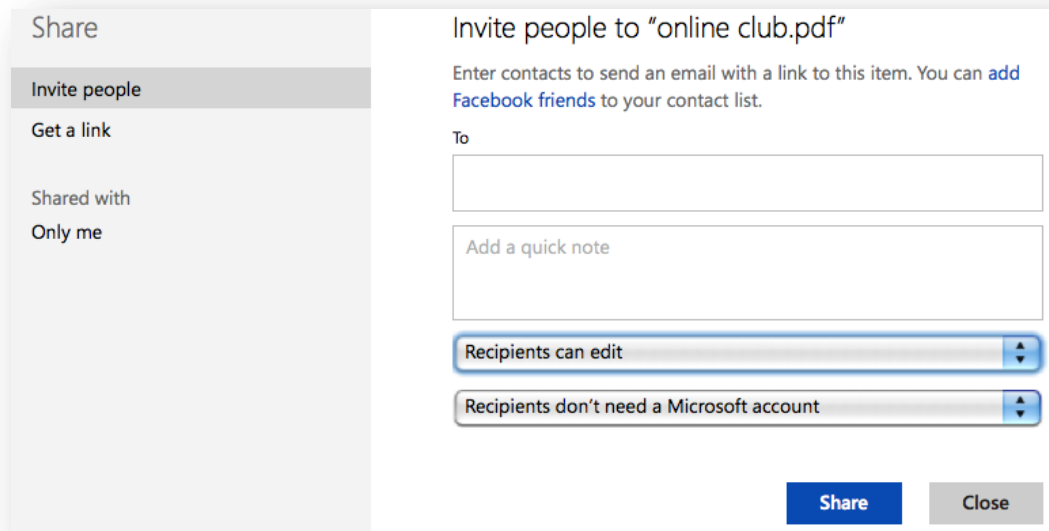 Share
Invite people
Get a link
Shared with
Only me
Invite people to “online club.pdf”
Enter contacts to send an email with a link to this item. You can add
Facebook friends to your contact list.
To
Add a quick note
Recipients can edit
Recipients don’t need a Microsoft account
Share
Close